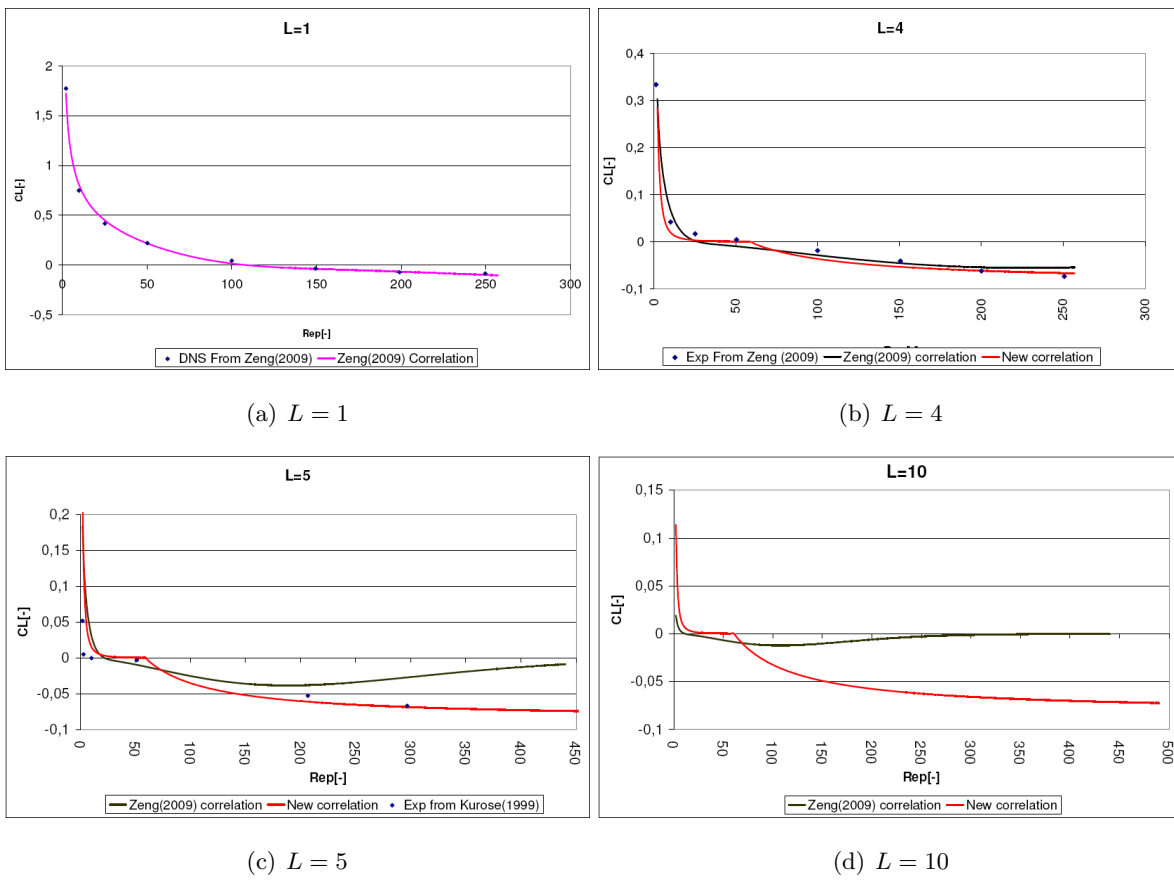 L=1
2
1,5
1
0,5
0
-0,5
0 50 100 150 200 250 300
CL[-]
Rep[-]
DNS From Zeng(2009) Zeng(2009) Correlation
(a) L = 1
L=4
0,4
0,3
0,2
0,1
0
-0,1
0 50 100 150 200 250 300
CL[-]
Exp From Zeng (2009) Zeng(2009) correlation New correlation
(b) L = 4
L=5
0,2
0,15
0,1
0,05
0
-0,05
-0,1
0 50 100 150 200 250 300 350 400 450
CL[-]
Rep[-]
Zeng(2009) correlation New correlation Exp from Kurose(1999)
(c) L = 5
L=10
0,15
0,1
0,05
0
-0,05
-0,1
0 50 100 150 200 250 300 350 400 450 500
CL[-]
Rep[-]
Zeng(2009) correlation New correlation
(d) L = 10